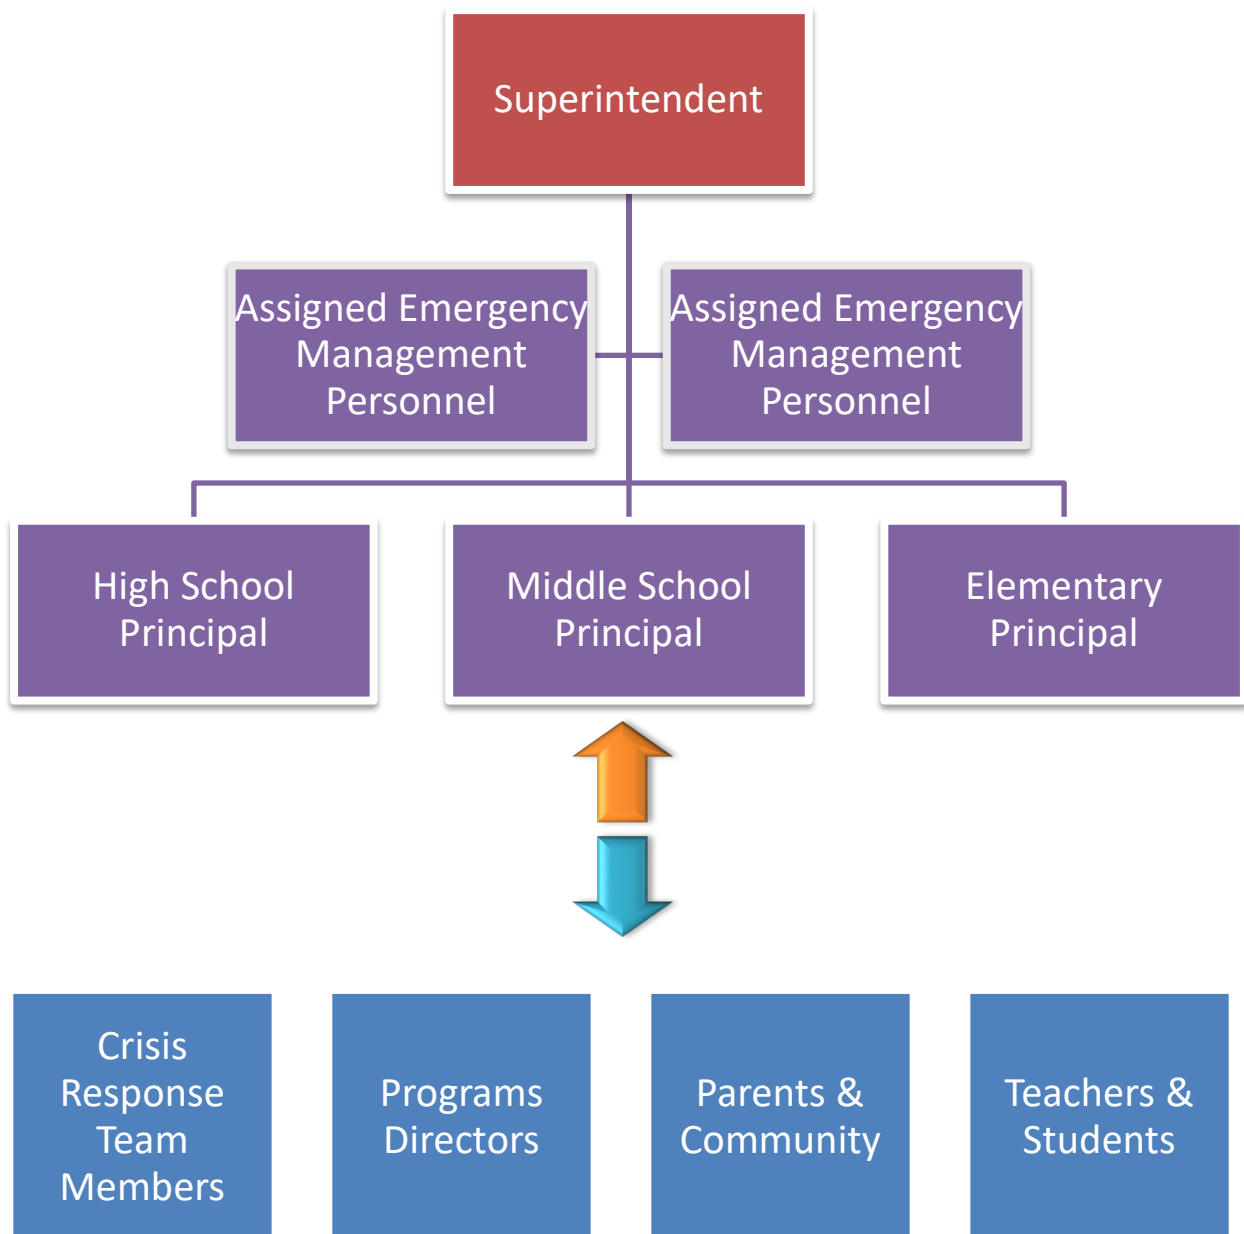 Superintendent
Assigned Emergency
Management
Personnel
Assigned Emergency
Management
Personnel
High School
Principal
Middle School
Principal
Elementary
Principal
Crisis
Response
Team
Members
Programs
Directors
Parents &
Community
Teachers &
Students